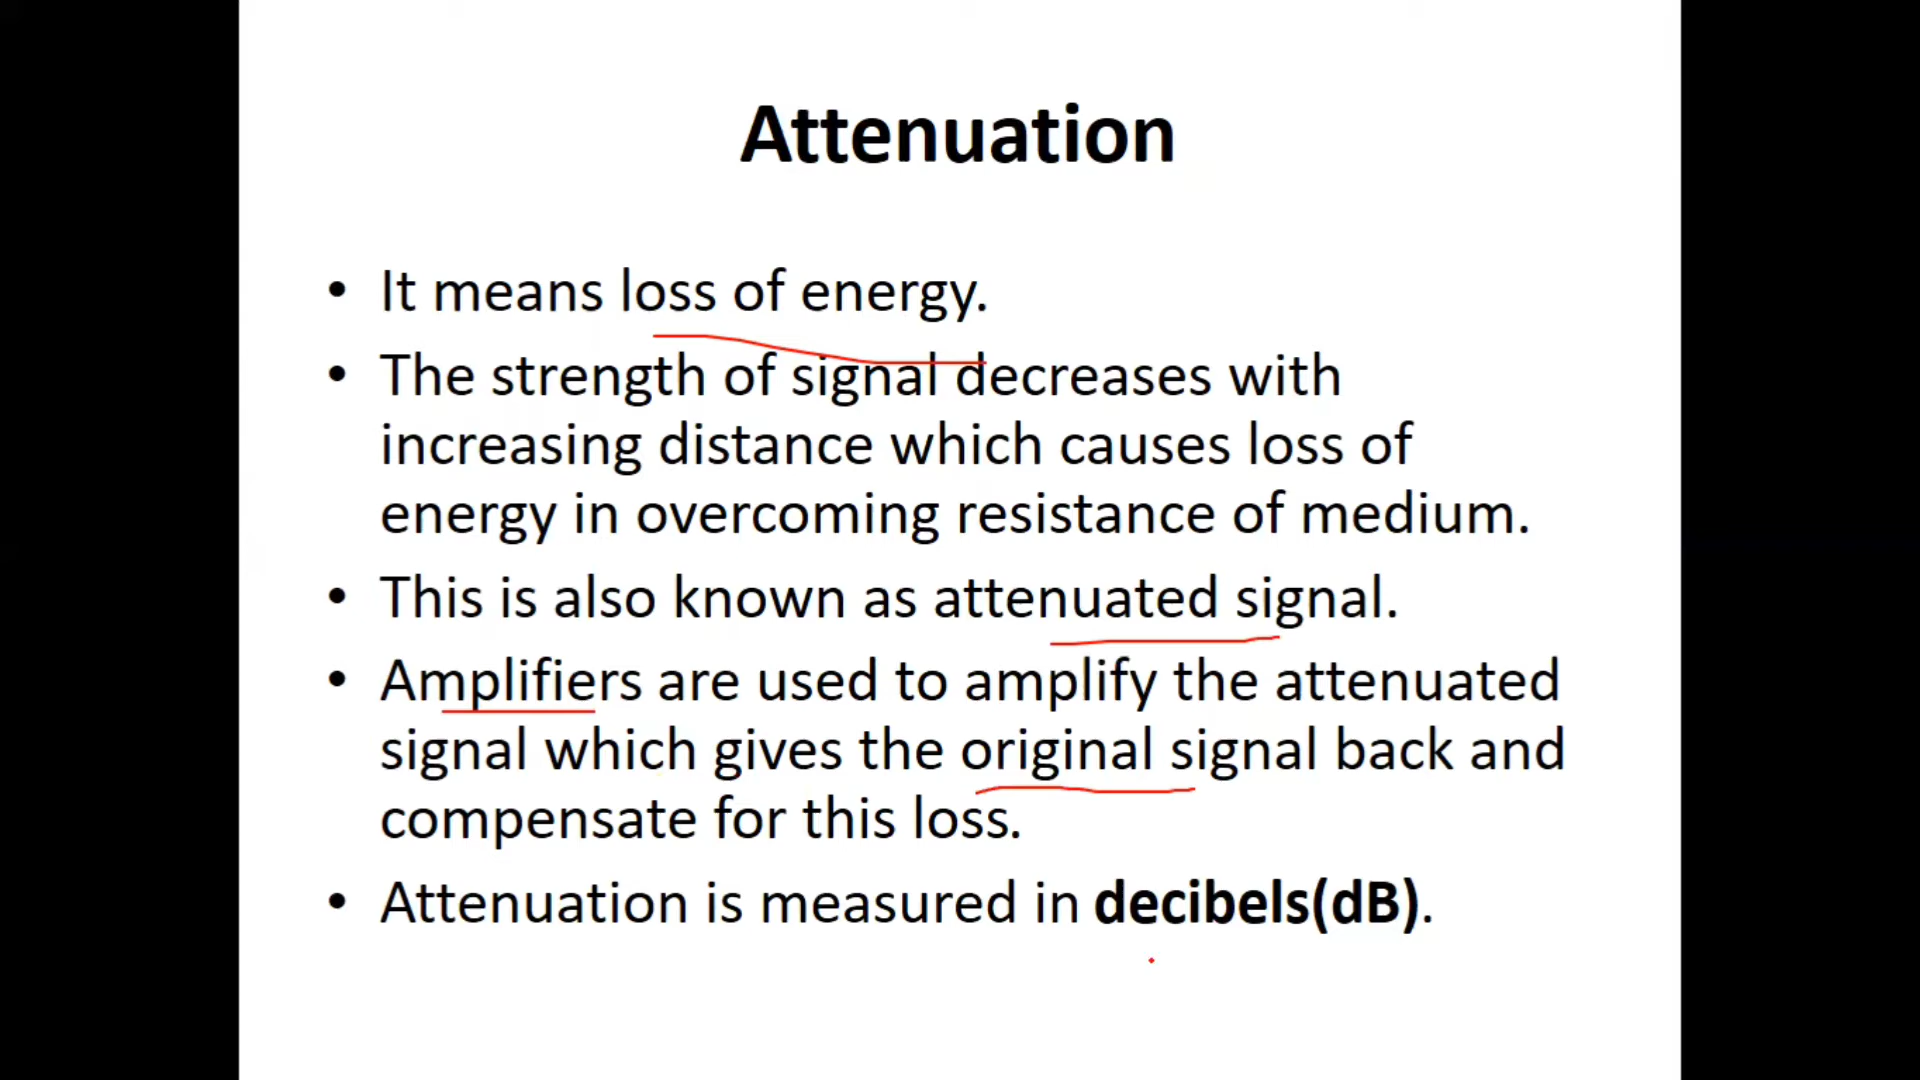 Attenuation
• It means loss of energy.
• The strength of signal decreases with
increasing distance which causes loss of
energy in overcoming resistance of medium.
• This is also known as attenuated signal.
• Amplifiers are used to amplify the attenuated
signal which gives the original signal back and
compensate for this loss.
• Attenuation is measured in decibels(dB).